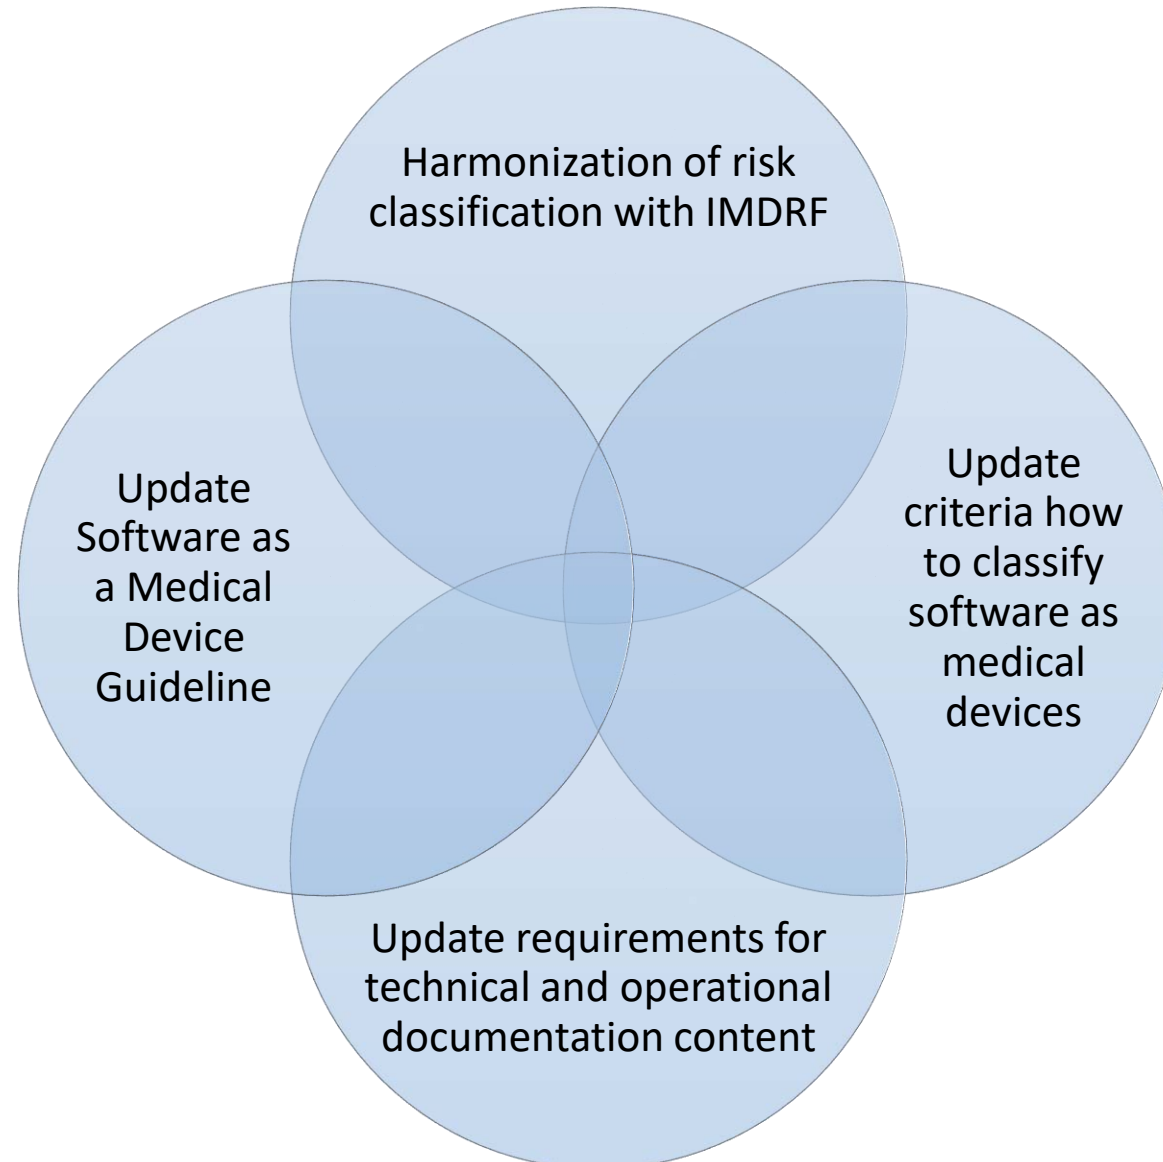 Harmonization of risk
classification with IMDRF
Update
Software as
a Medical
Device
Guideline
Update
criteria how
to classify
software as
medical
devices
Update requirements for
technical and operational
documentation content